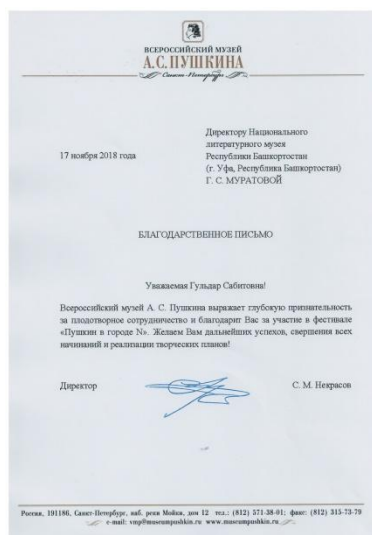 ВСЕРОССИЙСКИЙ МУЗЕЙ
А.С.ПУШКИНА
Санкт-Петербург
17 ноября 2018 года
Директору Национального
литературного музея
Республики Башкортостан
(г. Уфа, Республика Башкортостан)
Г. С. МУРАТОВОЙ
БЛАГОДАРСТВЕННОЕ ПИСЬМО
Уважаемая Гульдар Сабитовна!
Всероссийский музей А. С. Пушкина выражает глубокую признательность
за плодотворное сотрудничество и благодарит Вас за участие в фестивале
«Пушкин в городе N». Желаем Вам дальнейших успехов, свершения всех
начинаний и реализации творческих планов!
Директор
С. М. Некрасов
Россия, 191186, Санкт-Петербург, наб. реки Мойки, дом 12 тел.: (812) 571-38-01; факс: (812) 315-73-79
e-mail: vmp@museumpushkin.ru www.museumpushkin.ru